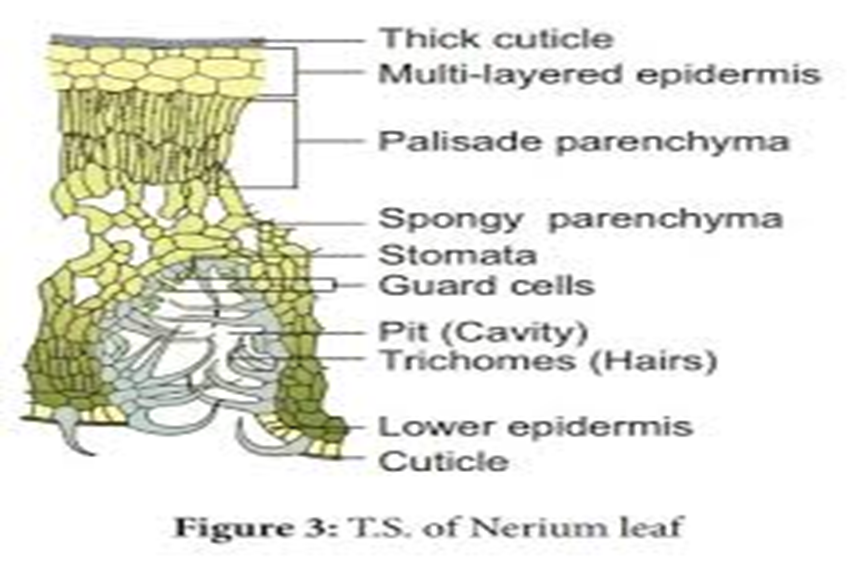 Thick cuticle
Multi-layered epidermis
Palisade parenchyma
Spongy parenchyma
Stomata
Guard cells
Pit (Cavity)
Trichomes (Hairs)
Lower epidermis
Cuticle
Figure 3: T.S. of Nerium leaf